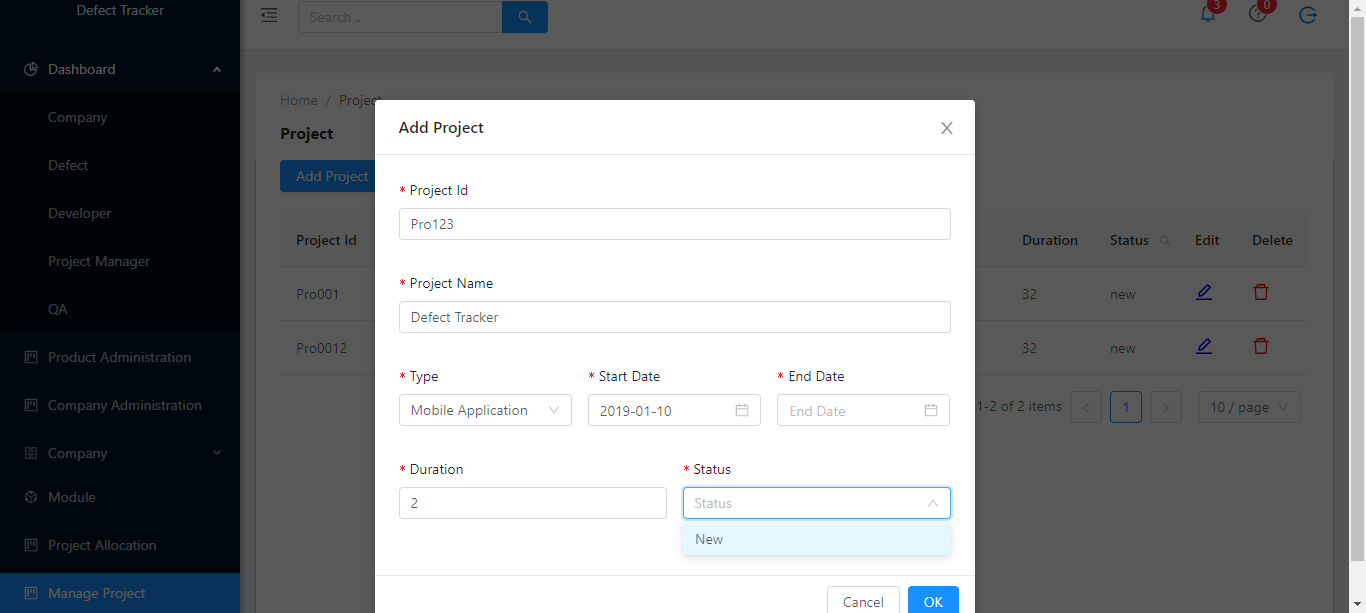 Defect Tracker
Search ..
3
0
Dashboard
Company
Defect
Developer
Project Manager
QA
Product Administration
Company Administration
Company
Module
Project Allocation
Manage Project
Home / Project
Project
Add Project
Project Id
Duration
Status
Edit
Delete
Pro001
32
new
Pro0012
32
new
1-2 of 2 items
<
1
>
10 / page
Add Project
* Project Id
Pro123
* Project Name
Defect Tracker
* Type
* Start Date
* End Date
Mobile Application
2019-01-10
End Date
* Duration
* Status
2
Status
New
Cancel
OK